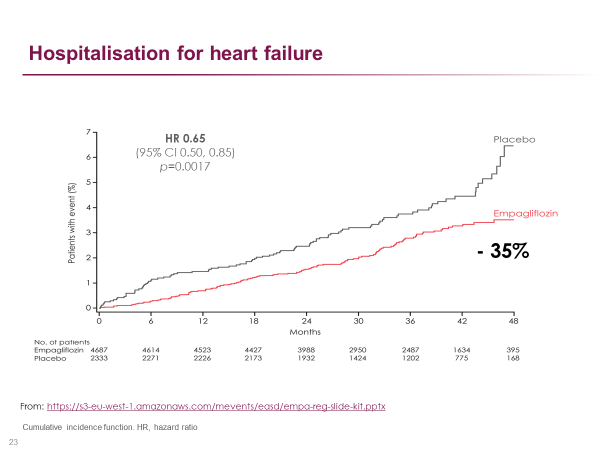 Hospitalisation for heart failure
HR 0.65
(95% CI 0.50, 0.85)
p=0.0017
Placebo
Empagliflozin
- 35%
Patients with event (%)
7
6
5
4
3
2
1
0
0 6 12 18 24 30 36 42 48
Months
No. of patients
Empagliflozin 4687 4614 4523 4427 3988 2950 2487 1634 395
Placebo 2333 2271 2226 2173 1932 1424 1202 775 168
From: https://s3-eu-west-1.amazonaws.com/mevents/easd/empa-reg-slide-kit.pptx
Cumulative incidence function. HR, hazard ratio
23